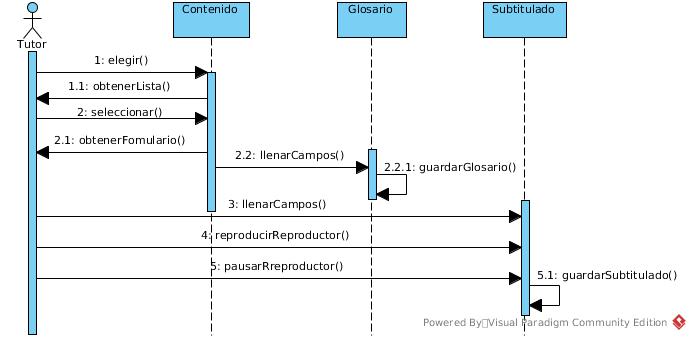 Contenido
Glosario
Subtitulado
Tutor
1: elegir()
1.1: obtenerLista()
2: seleccionar()
2.1: obtenerFomulario()
2.2: llenarCampos()
2.2.1: guardarGlosario()
3: llenarCampos()
4: reproducirReproductor()
5: pausarRreproductor()
5.1: guardarSubtitulado()
Powered By Visual Paradigm Community Edition